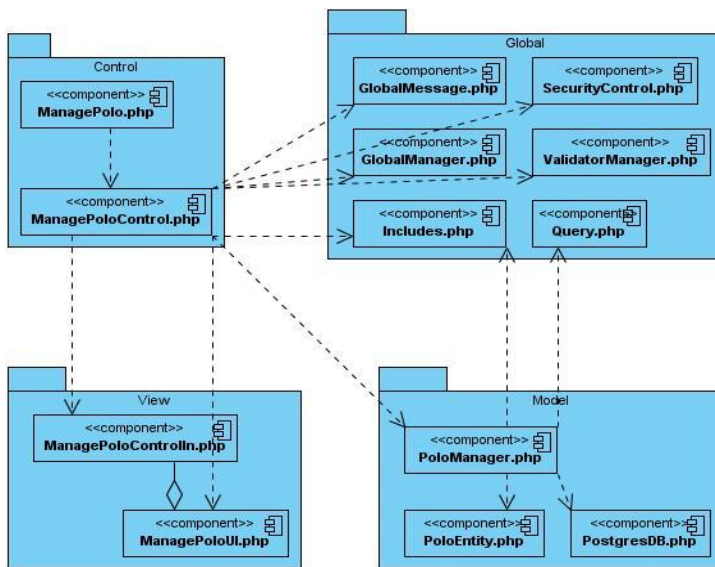 Control
<<component>>
ManagePolo.php
<<component>>
ManagePoloControl.php
Global
<<component>>
GlobalMessage.php
<<component>>
SecurityControl.php
<<component>>
GlobalManager.php
<<component>>
ValidatorManager.php
<<component>>
Includes.php
<<component>>
Query.php
View
<<component>>
ManagePoloControlIn.php
<<component>>
ManagePoloUI.php
Model
<<component>>
PoloManager.php
<<component>>
PoloEntity.php
<<component>>
PostgresDB.php